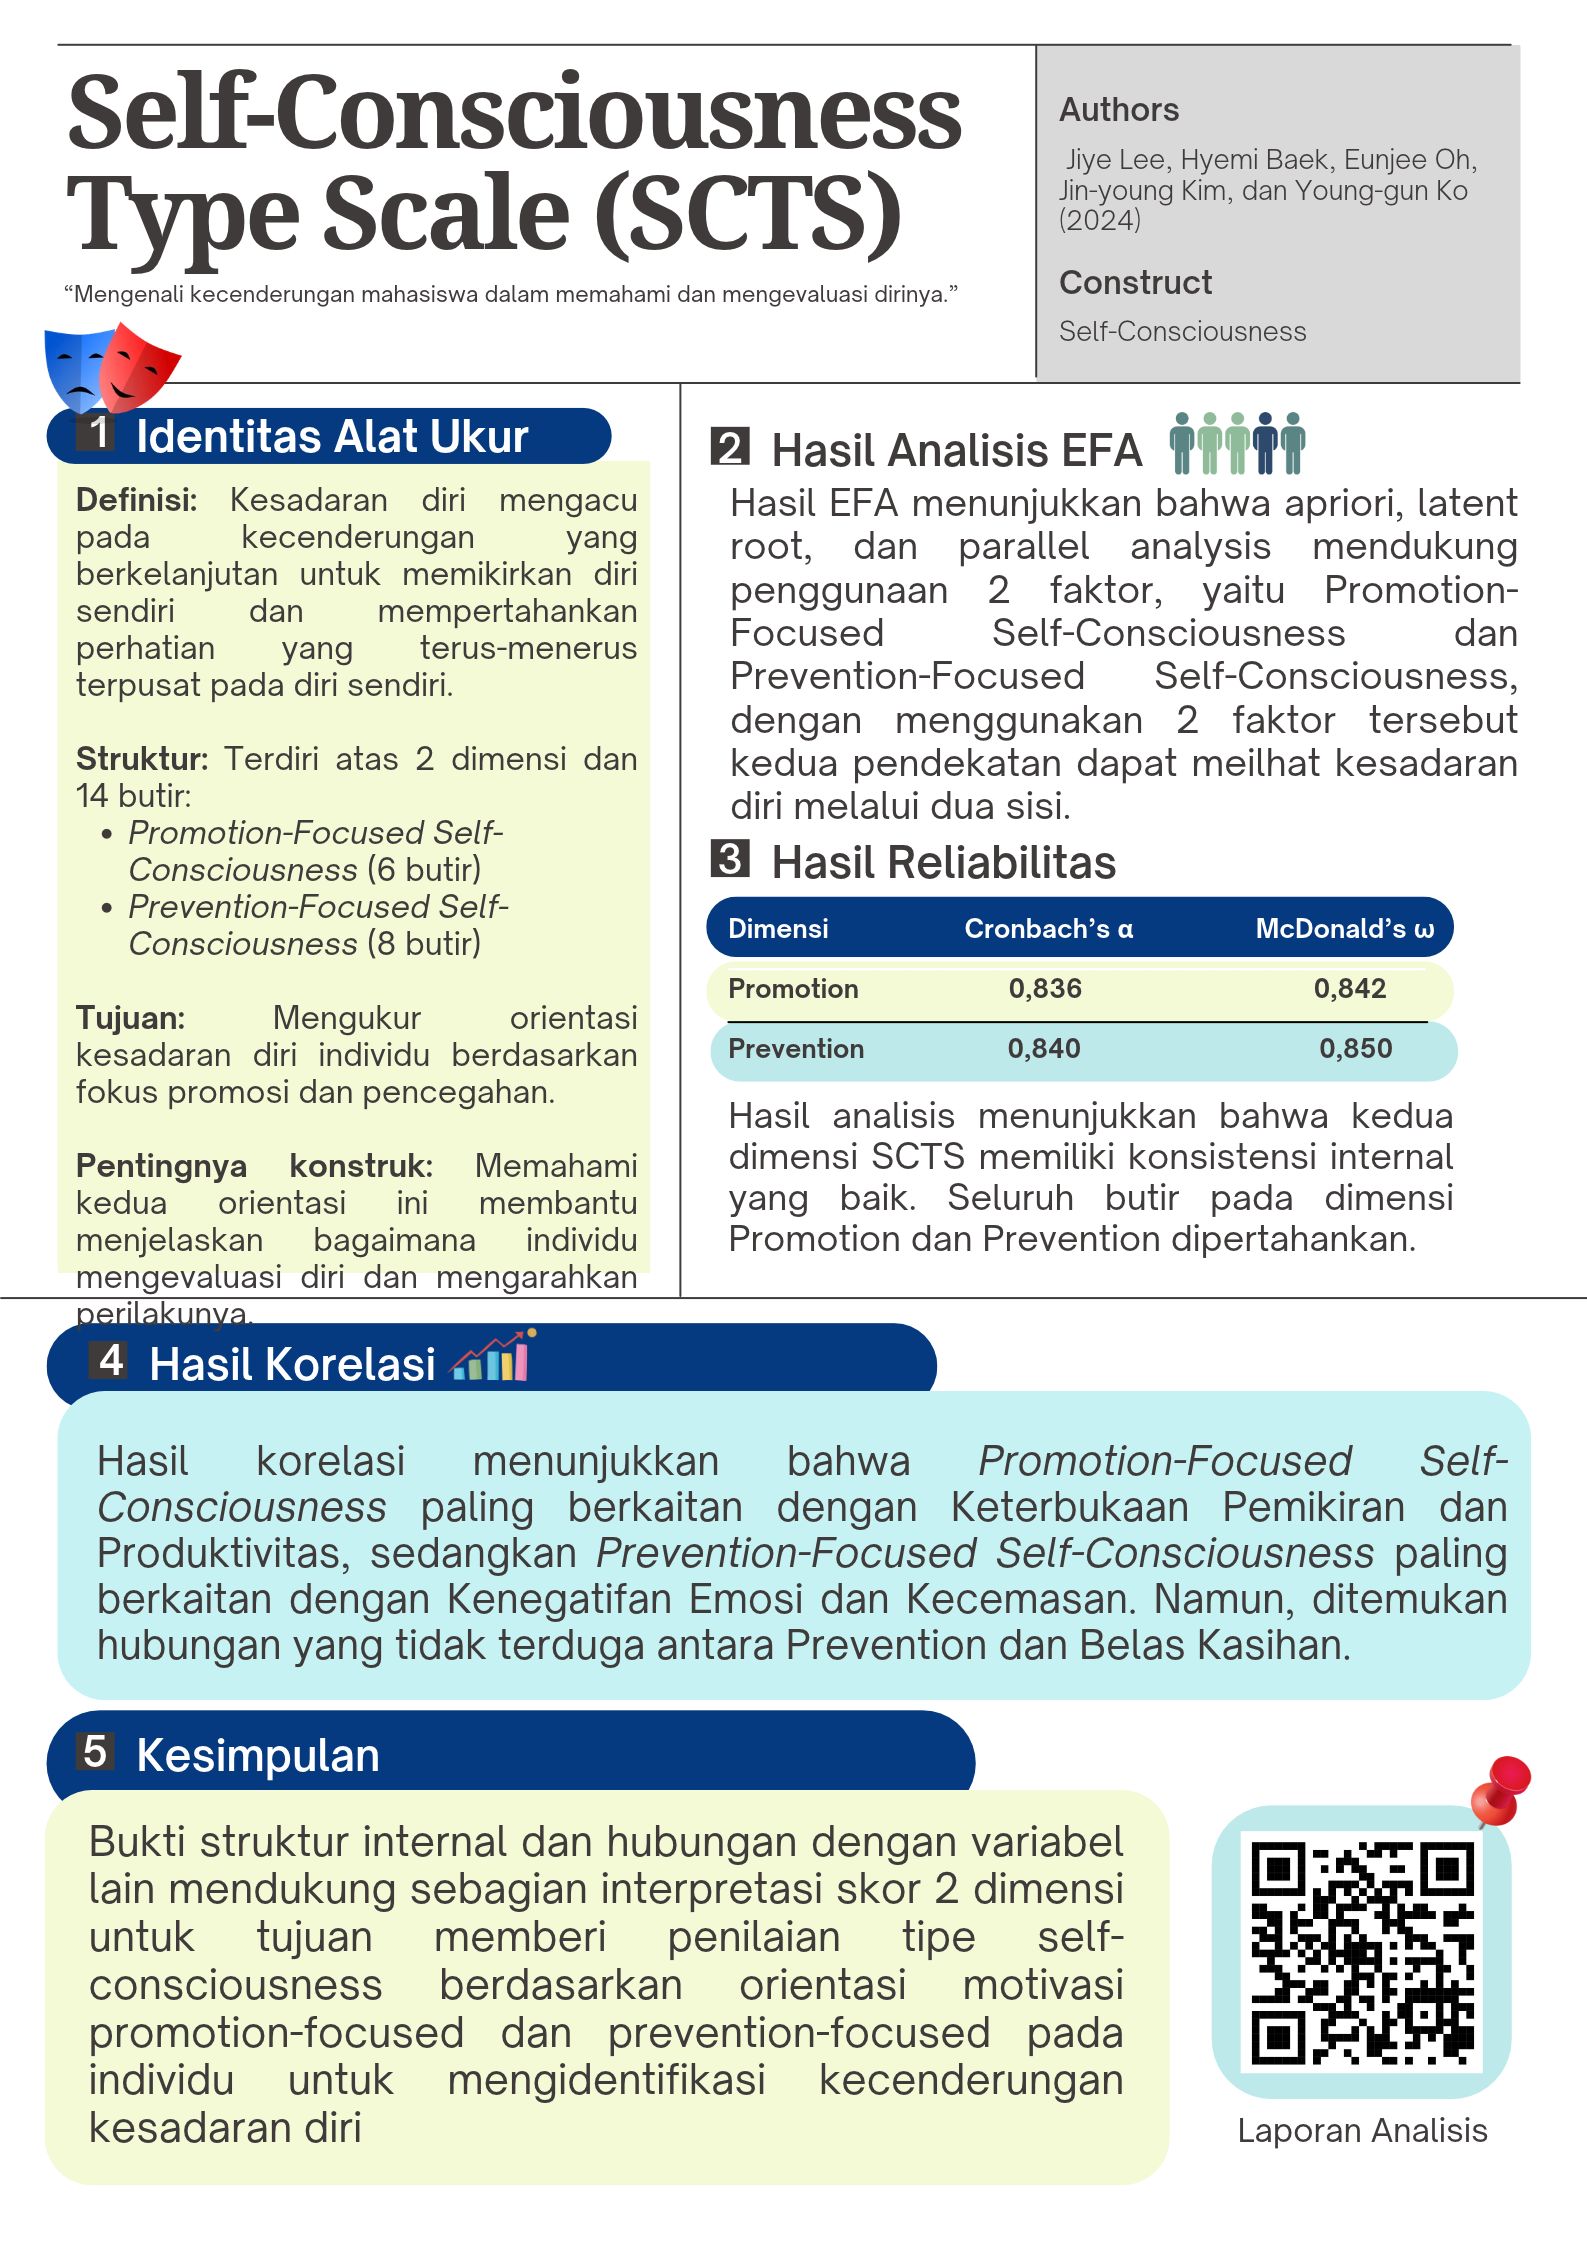 Self-Consciousness
Type Scale (SCTS)
“Mengenali kecenderungan mahasiswa dalam memahami dan mengevaluasi dirinya.”
Authors
Jiye Lee, Hyemi Baek, Eunjee Oh,
Jin-young Kim, dan Young-gun Ko
(2024)
Construct
Self-Consciousness
1 Identitas Alat Ukur
Definisi: Kesadaran diri mengacu
pada kecenderungan yang
berkelanjutan untuk memikirkan diri
sendiri dan mempertahankan
perhatian yang terus-menerus
terpusat pada diri sendiri.
Struktur: Terdiri atas 2 dimensi dan
14 butir:
• Promotion-Focused Self-
Consciousness (6 butir)
• Prevention-Focused Self-
Consciousness (8 butir)
Tujuan: Mengukur orientasi
kesadaran diri individu berdasarkan
fokus promosi dan pencegahan.
Pentingnya konstruk: Memahami
kedua orientasi ini membantu
menjelaskan bagaimana individu
mengevaluasi diri dan mengarahkan
perilakunya.
2 Hasil Analisis EFA
Hasil EFA menunjukkan bahwa apriori, latent
root, dan parallel analysis mendukung
penggunaan 2 faktor, yaitu Promotion-
Focused Self-Consciousness dan
Prevention-Focused Self-Consciousness,
dengan menggunakan 2 faktor tersebut
kedua pendekatan dapat meilhat kesadaran
diri melalui dua sisi.
3 Hasil Reliabilitas
Dimensi Cronbach’s α McDonald’s ω
Promotion 0,836 0,842
Prevention 0,840 0,850
Hasil analisis menunjukkan bahwa kedua
dimensi SCTS memiliki konsistensi internal
yang baik. Seluruh butir pada dimensi
Promotion dan Prevention dipertahankan.
4 Hasil Korelasi
Hasil korelasi menunjukkan bahwa Promotion-Focused Self-
Consciousness paling berkaitan dengan Keterbukaan Pemikiran dan
Produktivitas, sedangkan Prevention-Focused Self-Consciousness paling
berkaitan dengan Kenegatifan Emosi dan Kecemasan. Namun, ditemukan
hubungan yang tidak terduga antara Prevention dan Belas Kasihan.
5 Kesimpulan
Bukti struktur internal dan hubungan dengan variabel
lain mendukung sebagian interpretasi skor 2 dimensi
untuk tujuan memberi penilaian tipe self-
consciousness berdasarkan orientasi motivasi
promotion-focused dan prevention-focused pada
individu untuk mengidentifikasi kecenderungan
kesadaran diri
Laporan Analisis